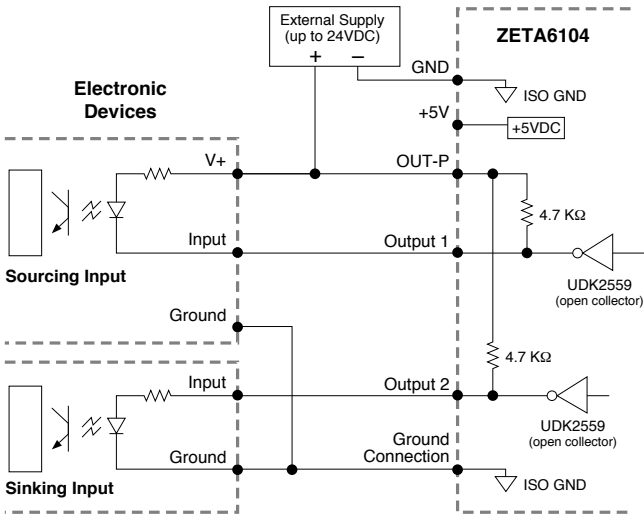 External Supply
(up to 24VDC)
+ −
ZETA6104
GND
ISO GND
Electronic
Devices
+5V
+5VDC
V+
OUT-P
4.7 KΩ
Input
Output 1
Sourcing Input
UDK2559
(open collector)
Ground
4.7 KΩ
Input
Output 2
UDK2559
(open collector)
Ground
Ground
Connection
ISO GND
Sinking Input